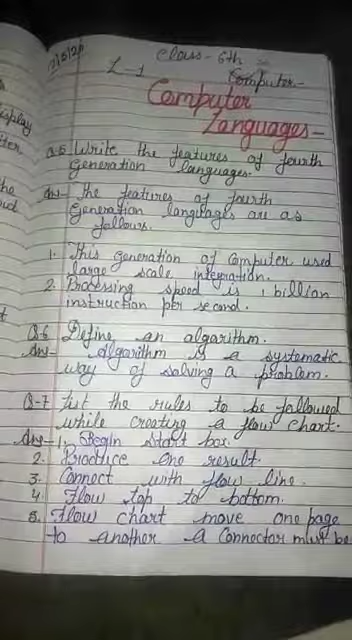 Class - 6th
L-1
Computer
Computer
Languages -
Q.5 Write the features of fourth
Generation languages.
Ans- The features of fourth
Generation languages are as
follows.
1. This generation of computer used
large scale integration.
2. Processing speed is 1 billion
instruction per second.
Q.6 Define an algorithm.
Ans- Algorithm is a systematic
way of solving a problem.
Q-7 List the rules to be followed
while creating a flow chart.
Ans-1. Begin start box.
2. Practice one result.
3. Connect with flow line.
4. Flow top to bottom.
5. Flow chart move one page
to another a connector must be